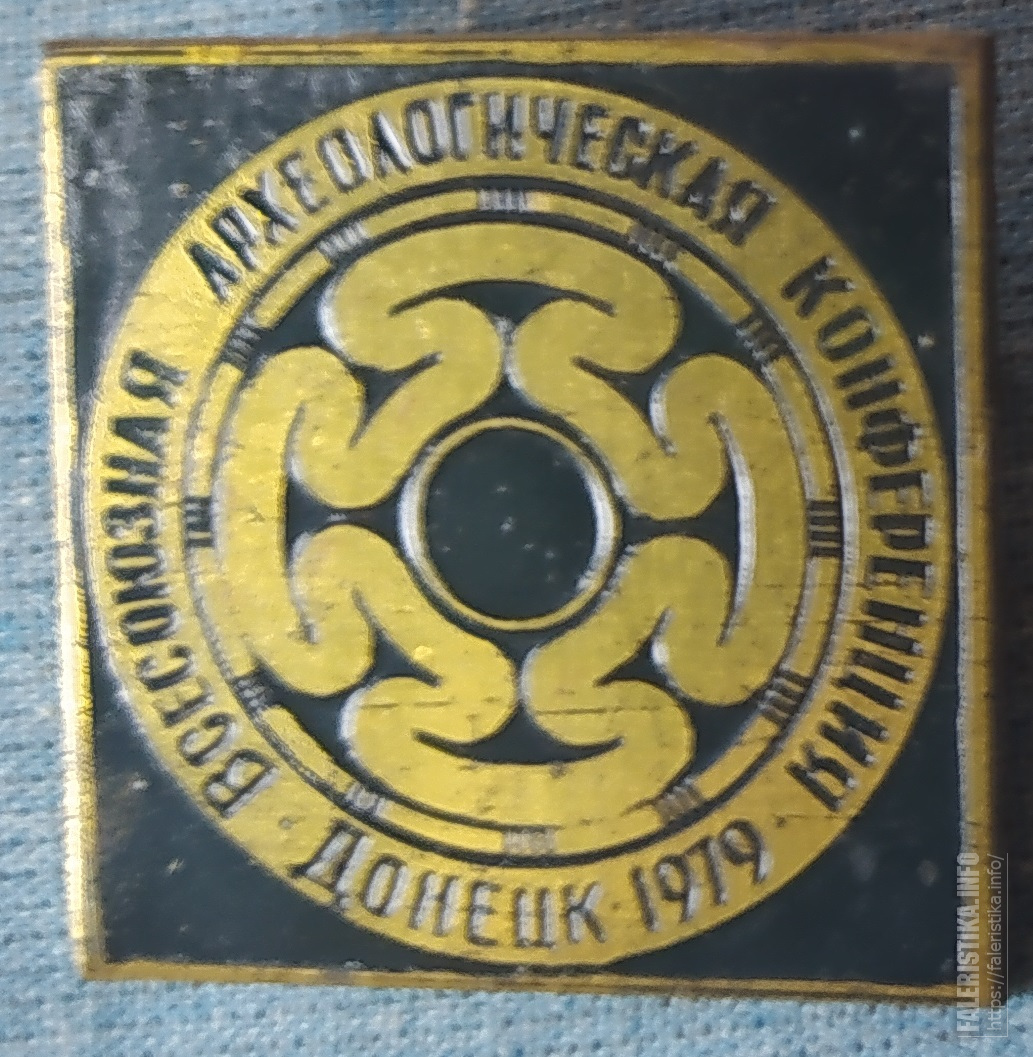 ВСЕСОЮЗНАЯ АРХЕОЛОГИЧЕСКАЯ КОНФЕРЕНЦИЯ
· ДОНЕЦК · 1979 ·
FALERISTIKA.INFO
https://faleristika.info/